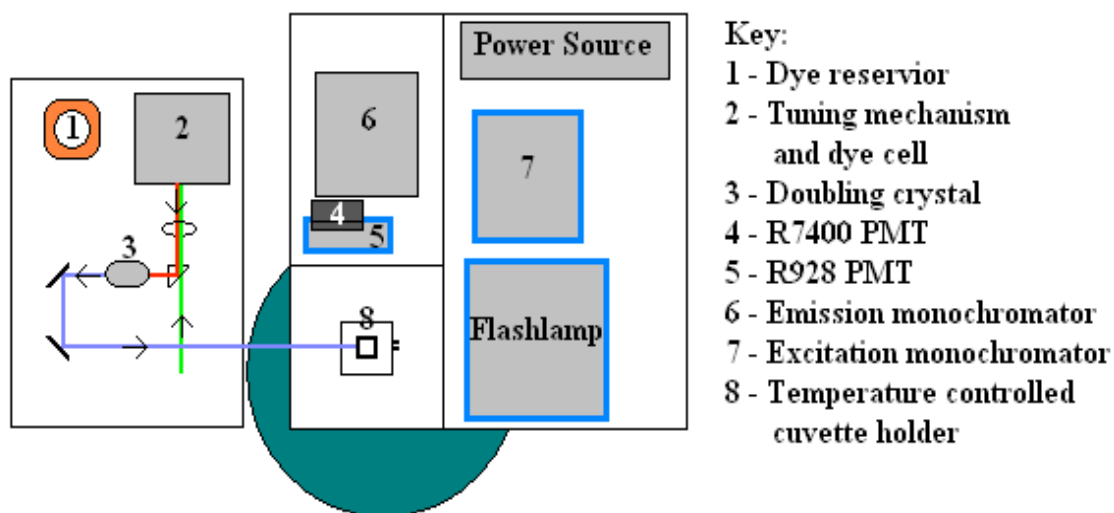 Power Source
1
2
6
7
4
5
3
8
Flashlamp
Key:
1 - Dye reservior
2 - Tuning mechanism
and dye cell
3 - Doubling crystal
4 - R7400 PMT
5 - R928 PMT
6 - Emission monochromator
7 - Excitation monochromator
8 - Temperature controlled
cuvette holder